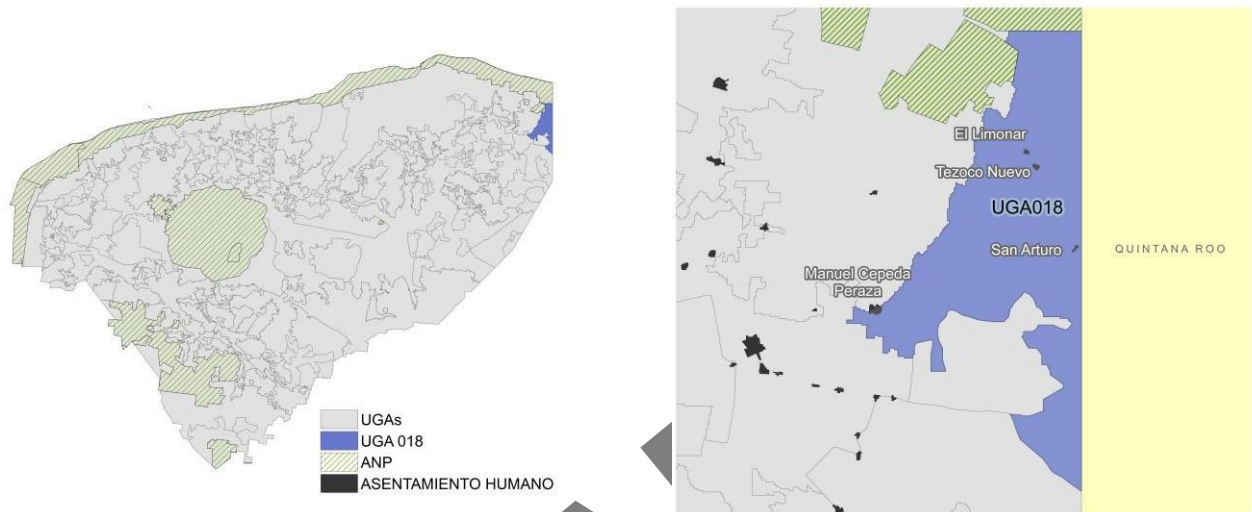 UGAs
UGA 018
ANP
ASENTAMIENTO HUMANO
El Limonar
Tezoco Nuevo
UGA018
San Arturo
Manuel Cepeda
Peraza
QUINTANA ROO